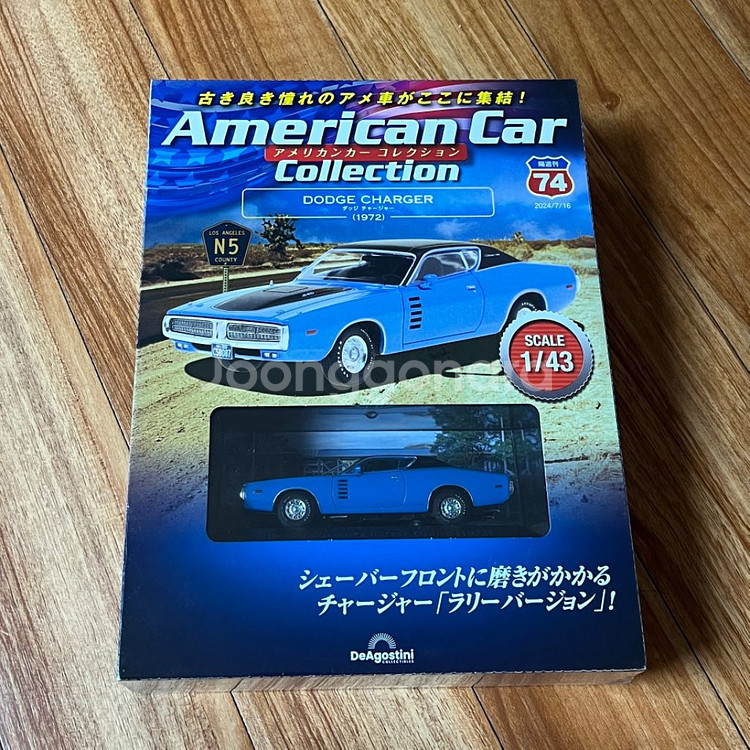 古き良き憧れのアメ車がここに集結！
American Car
アメリカンカー コレクション
Collection
隔週刊
74
2024/7/16
DODGE CHARGER
ダッジ チャージャー
(1972)
LOS ANGELES
N5
COUNTY
SCALE
1/43
Joonggonara
シェーバーフロントに磨きがかかる
チャージャー「ラリーバージョン」！
DeAgostini
COLLECTIBLES